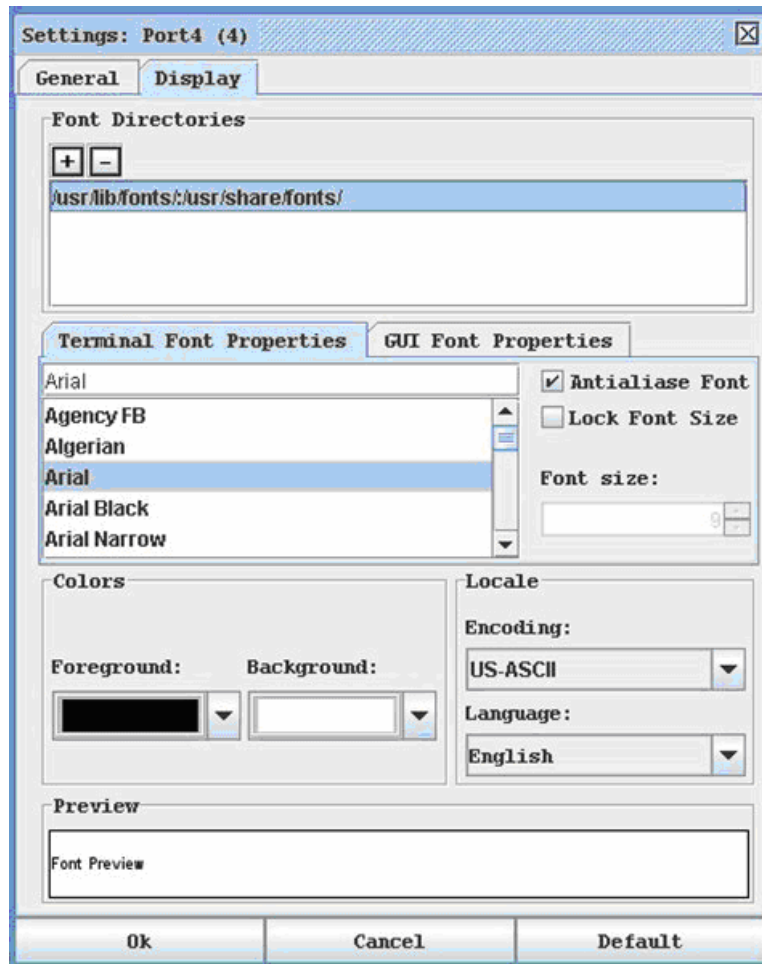 Settings: Port4 (4)
General Display
Font Directories
+ -
/usr/lib/fonts/:/usr/share/fonts/
Terminal Font Properties GUI Font Properties
Arial
Agency FB
Algerian
Arial
Arial Black
Arial Narrow
Antialiase Font
Lock Font Size
Font size:
9
Colors
Foreground: Background:
Locale
Encoding:
US-ASCII
Language:
English
Preview
Font Preview
Ok Cancel Default